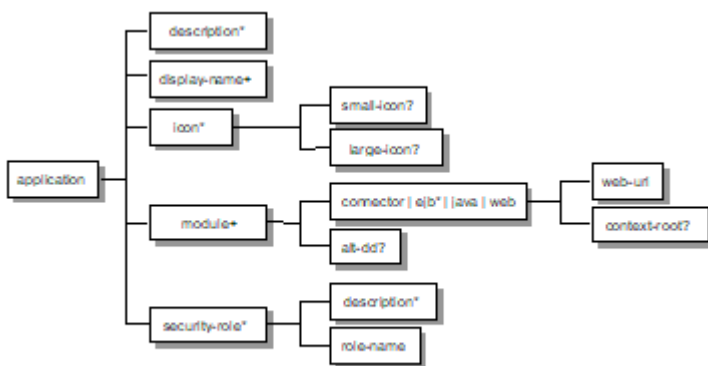 description*
display-name+
icon*
small-icon?
large-icon?
application
module+
connector | ejb* | java | web
web-uri
context-root?
alt-dd?
security-role*
description*
role-name